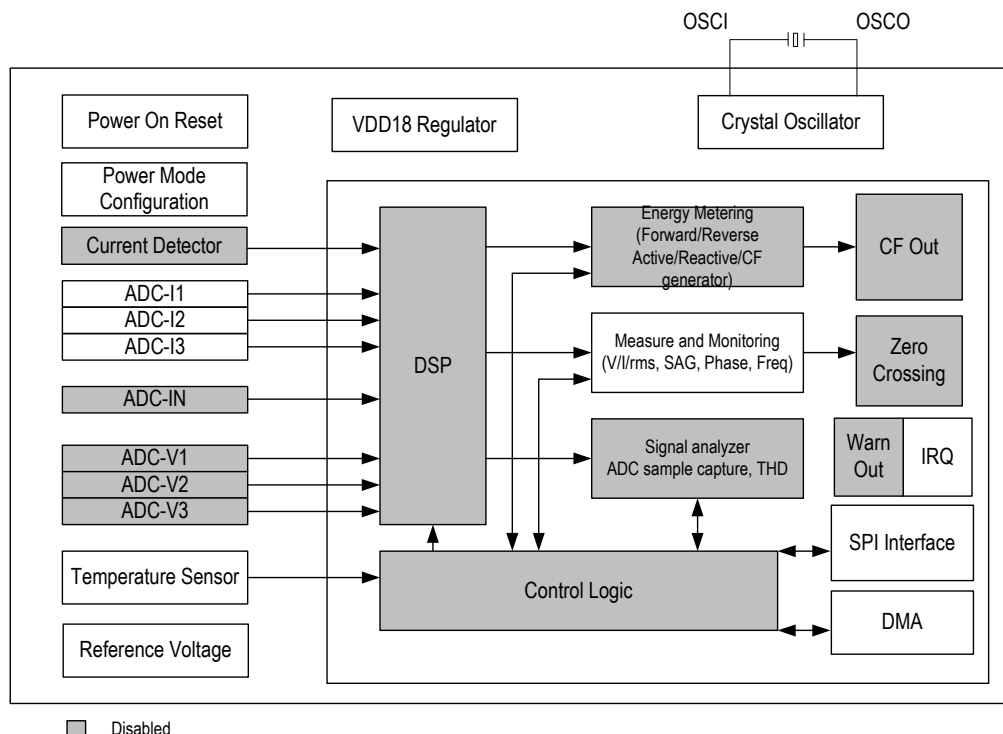 OSCI
OSCO
Power On Reset
VDD18 Regulator
Crystal Oscillator
Power Mode
Configuration
Current Detector
ADC-I1
ADC-I2
ADC-I3
ADC-IN
ADC-V1
ADC-V2
ADC-V3
Temperature Sensor
Reference Voltage
DSP
Energy Metering
(Forward/Reverse
Active/Reactive/CF
generator)
CF Out
Measure and Monitoring
(V/I/rms, SAG, Phase, Freq)
Zero
Crossing
Signal analyzer
ADC sample capture, THD
Warn
Out
IRQ
Control Logic
SPI Interface
DMA
Disabled